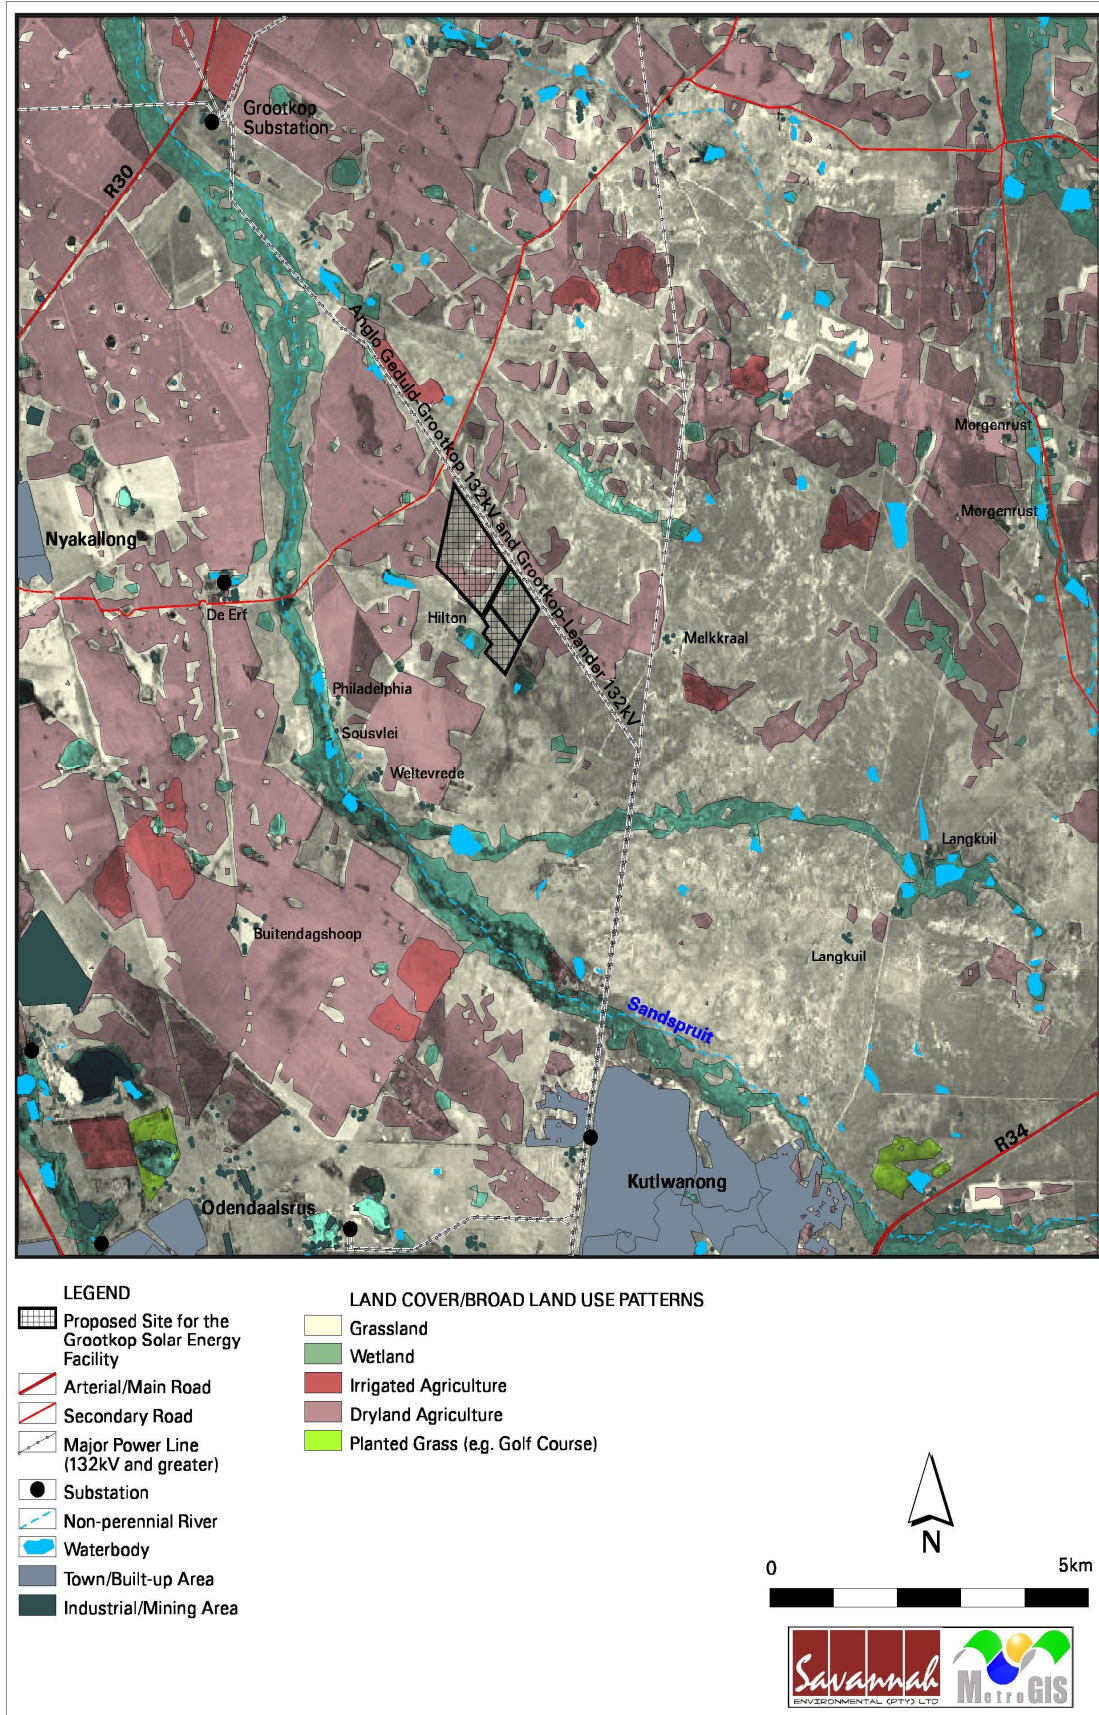 Grootkop
Substation
R30
Anglo Geduld-Grootkop 132kV and Grootkop-Leander 132kV
Morgenrust
Morgenrust
Nyakallong
De Erf
Hilton
Melkkraal
Philadelphia
Sousvlei
Weltevrede
Langkuil
Buitendagshoop
Langkuil
Sandspruit
R34
Kutlwanong
Odendaalsrus
LEGEND
Proposed Site for the
Grootkop Solar Energy
Facility
Arterial/Main Road
Secondary Road
Major Power Line
(132kV and greater)
Substation
Non-perennial River
Waterbody
Town/Built-up Area
Industrial/Mining Area
LAND COVER/BROAD LAND USE PATTERNS
Grassland
Wetland
Irrigated Agriculture
Dryland Agriculture
Planted Grass (e.g. Golf Course)
N
0 5km
Savannah
ENVIRONMENTAL (PTY) LTD
MetroGIS